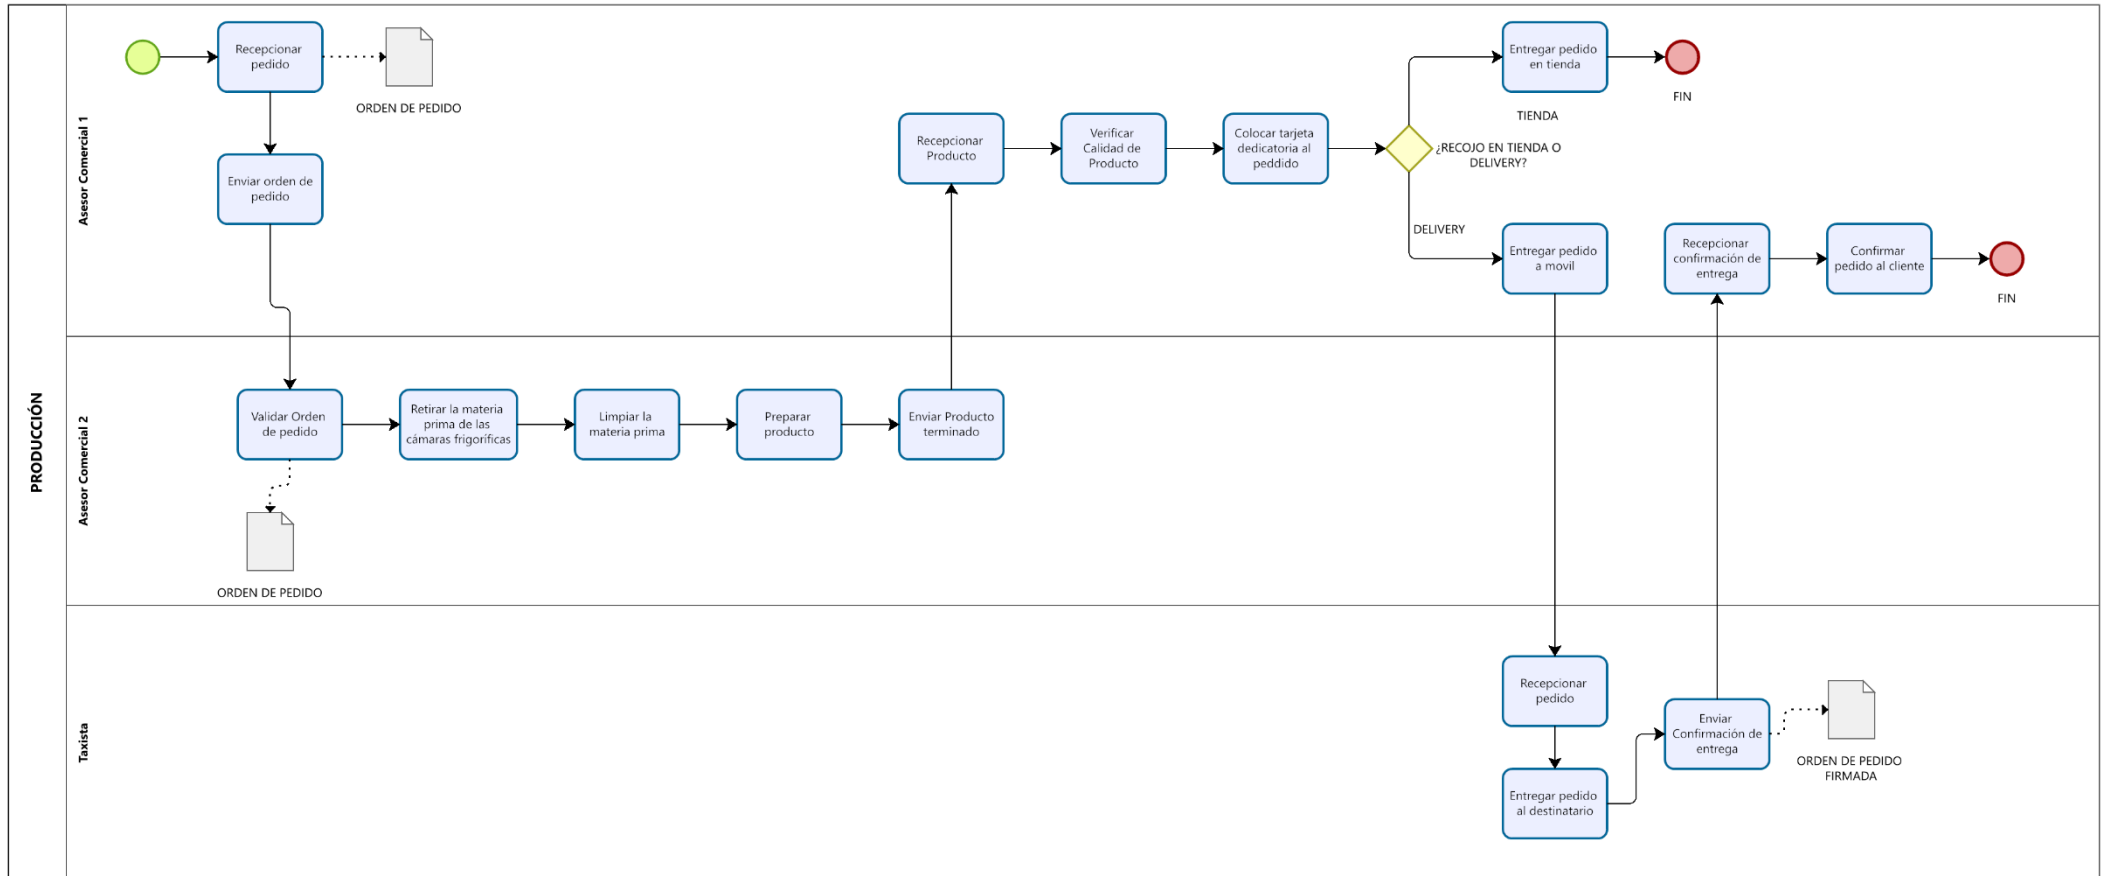 PRODUCCIÓN
Asesor Comercial 1
Recepcionar
pedido
ORDEN DE PEDIDO
Enviar orden de
pedido
Recepcionar
Producto
Verificar
Calidad de
Producto
Colocar tarjeta
dedicatoria al
peddido
¿RECOJO EN TIENDA O
DELIVERY?
TIENDA
Entregar pedido
en tienda
FIN
DELIVERY
Entregar pedido
a movil
Recepcionar
confirmación de
entrega
Confirmar
pedido al cliente
FIN
Asesor Comercial 2
Validar Orden
de pedido
ORDEN DE PEDIDO
Retirar la materia
prima de las
cámaras frigoríficas
Limpiar la
materia prima
Preparar
producto
Enviar Producto
terminado
Taxista
Recepcionar
pedido
Entregar pedido
al destinatario
Enviar
Confirmación de
entrega
ORDEN DE PEDIDO
FIRMADA